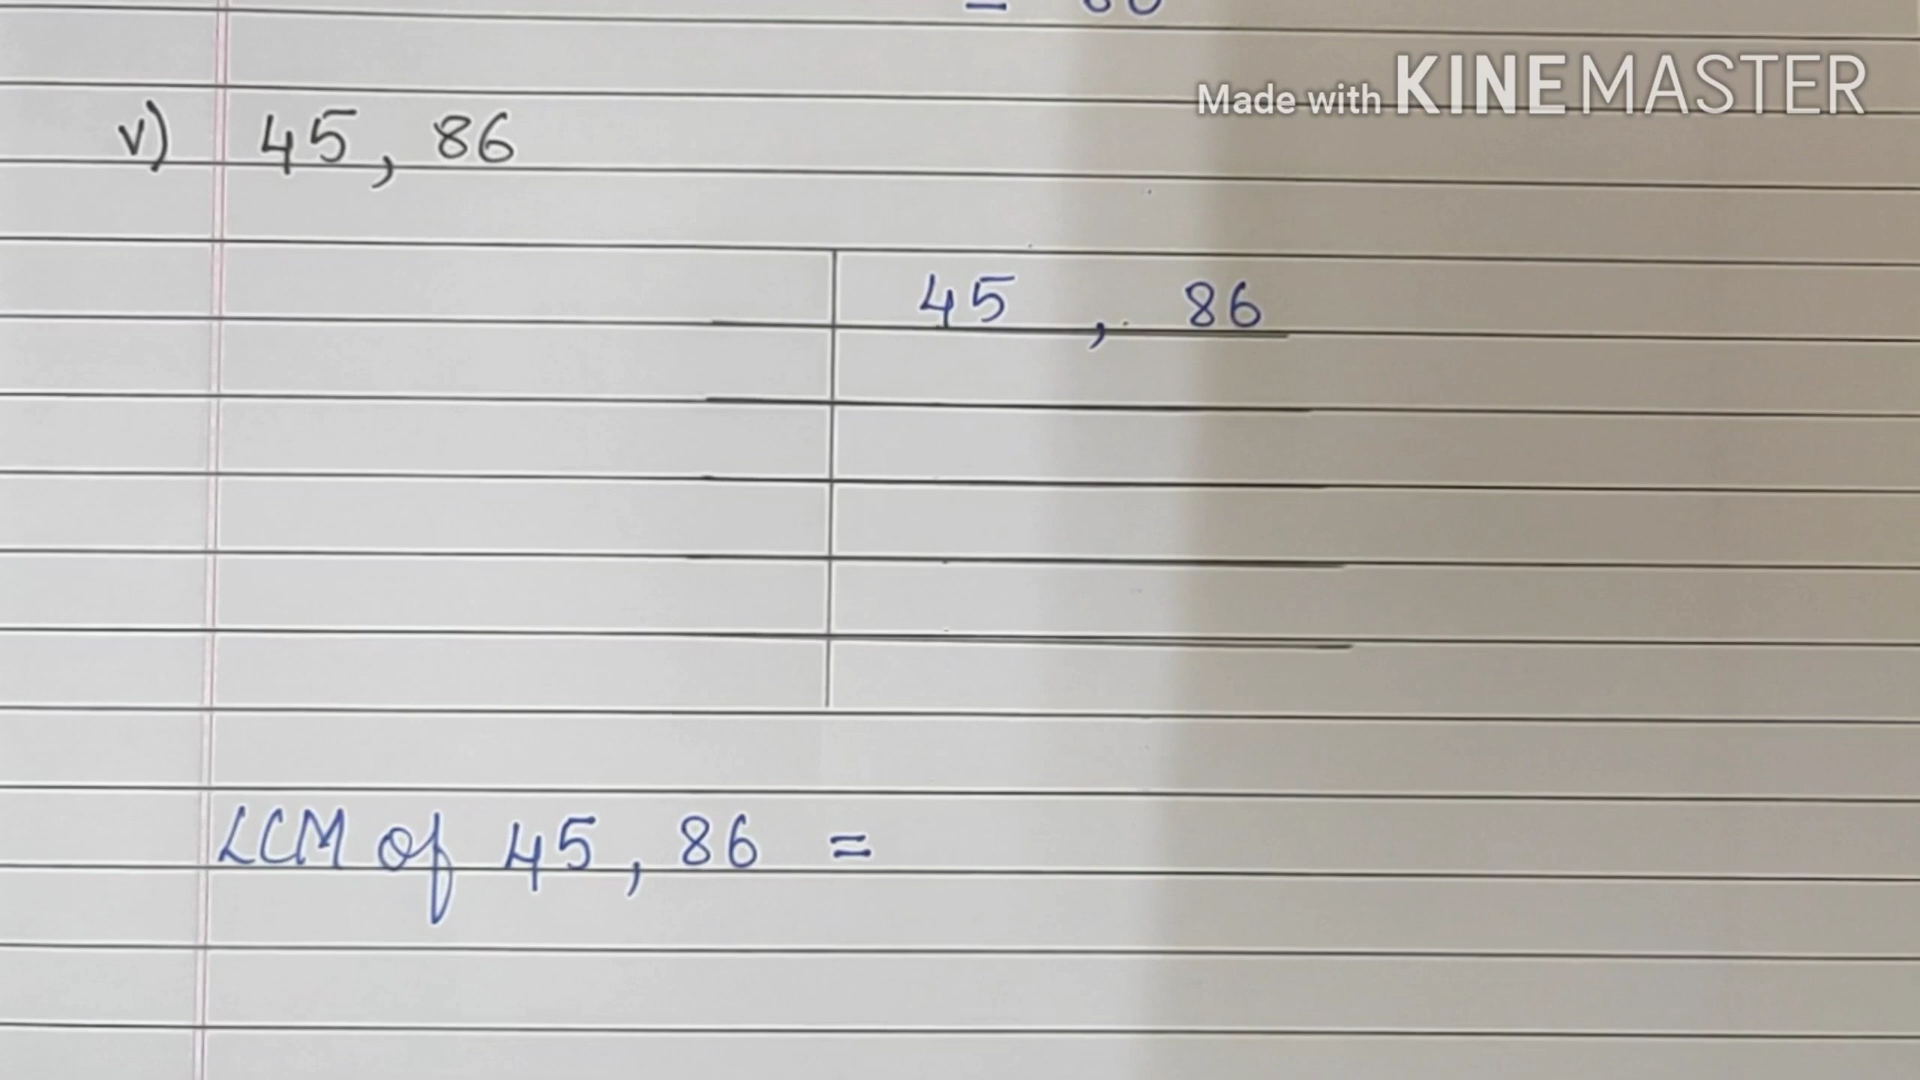 Made with KINEMASTER
v) 45, 86
45 , 86
LCM of 45, 86 =